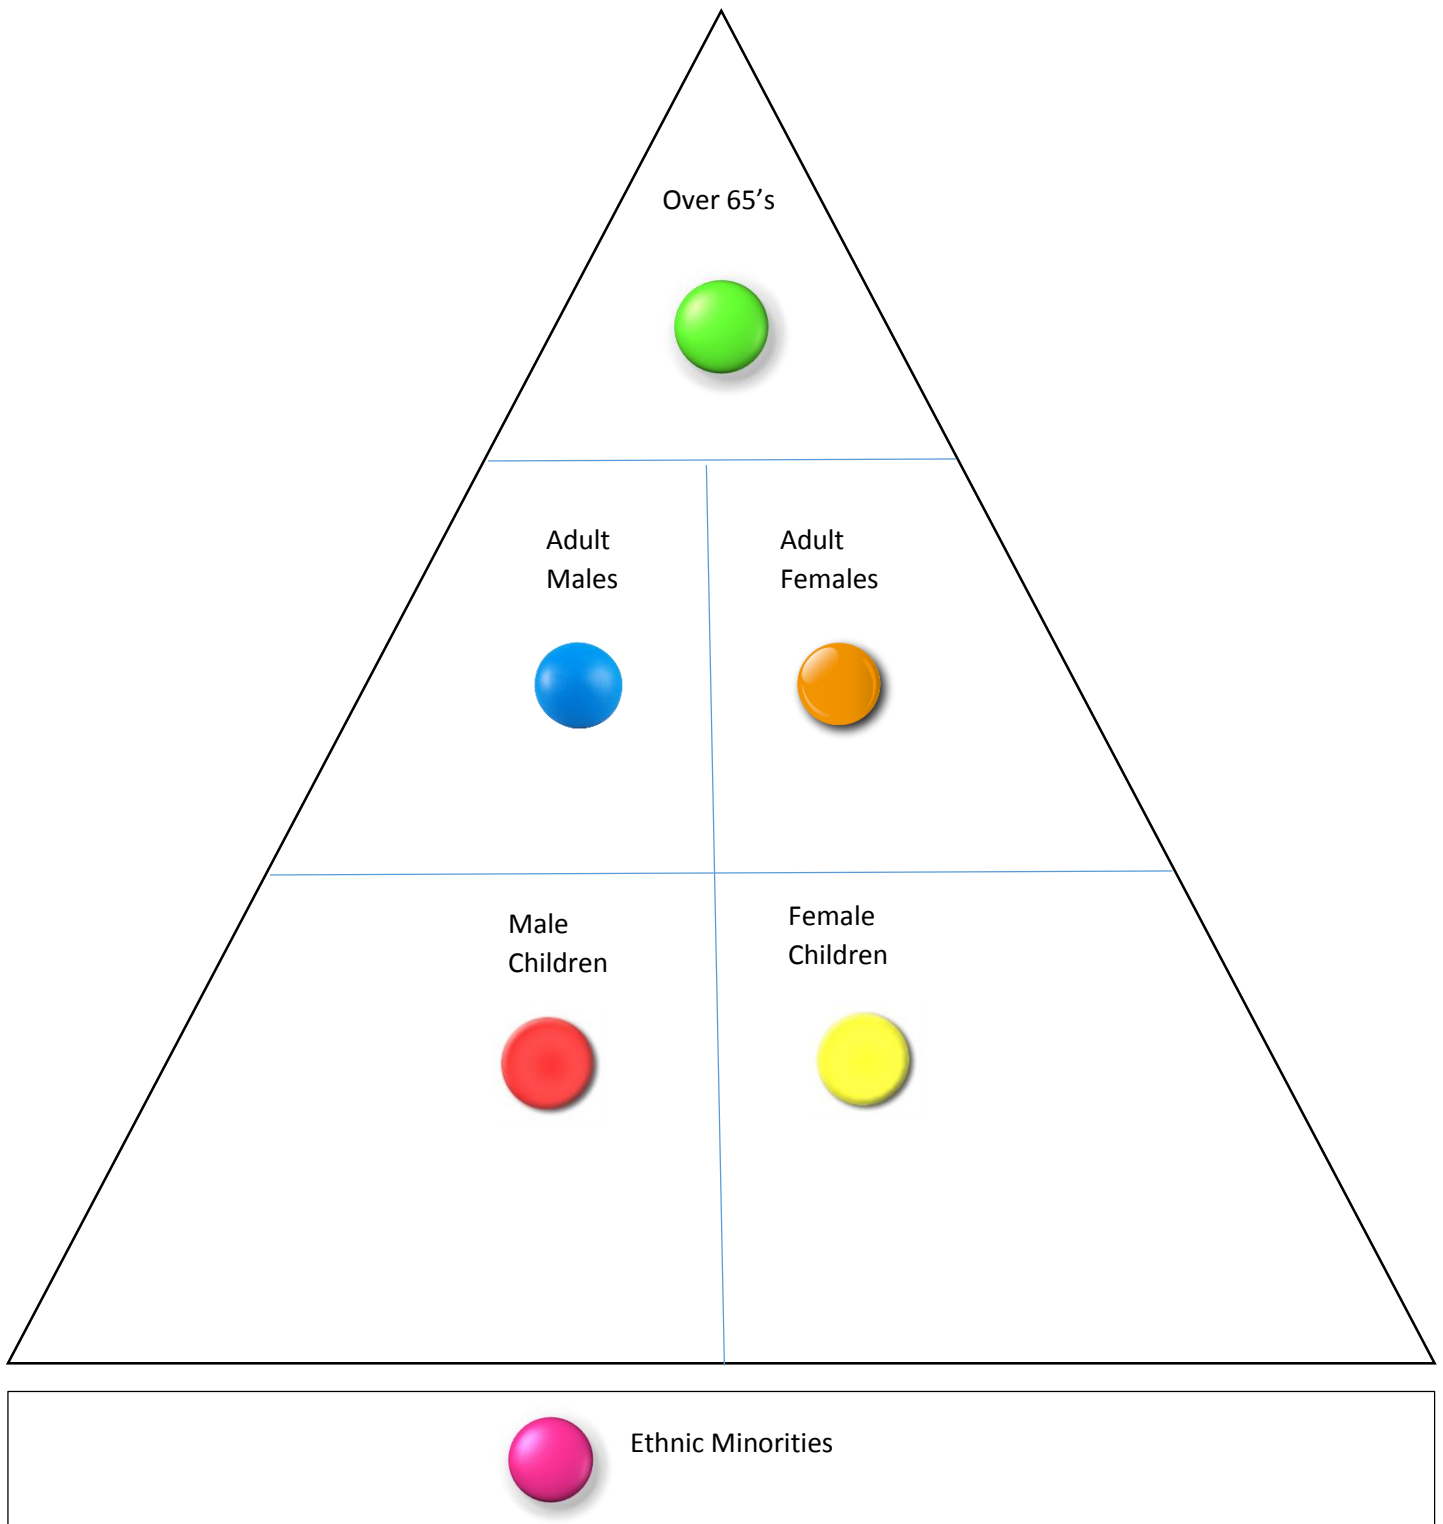 Over 65’s
Adult
Males
Adult
Females
Male
Children
Female
Children
Ethnic Minorities